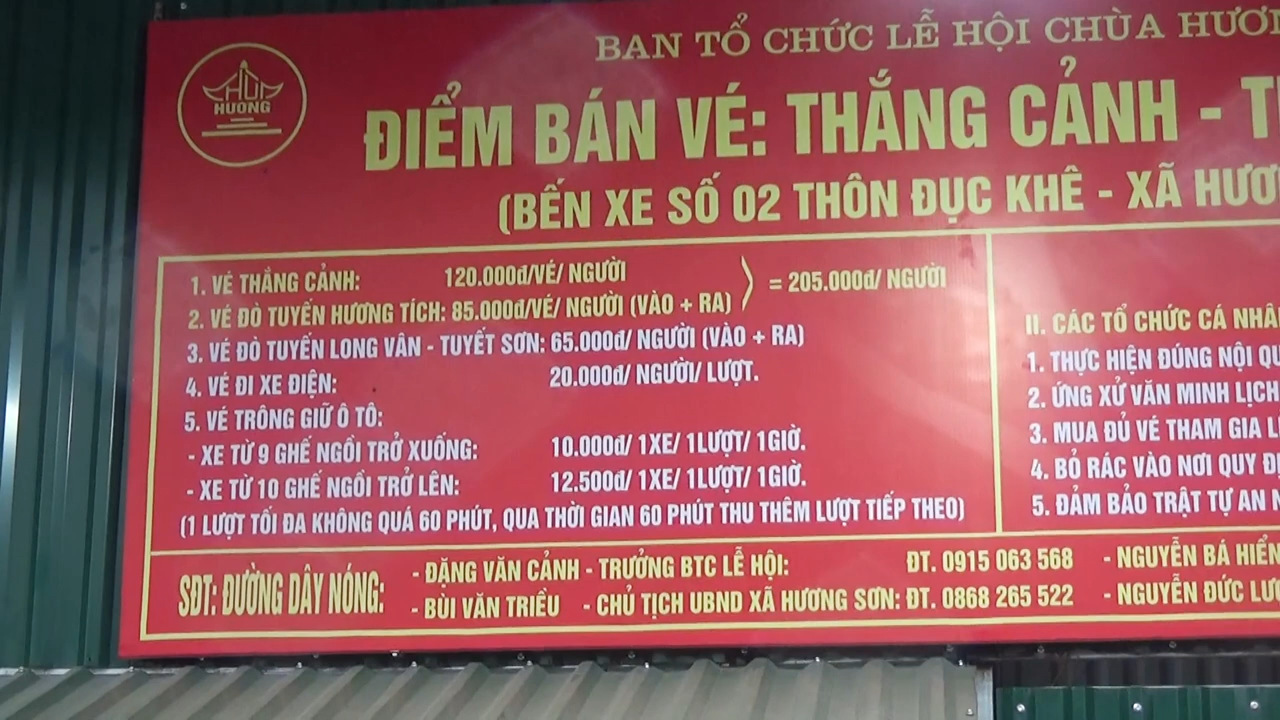 CHÙA
HƯƠNG
BAN TỔ CHỨC LỄ HỘI CHÙA HƯƠN
ĐIỂM BÁN VÉ: THẮNG CẢNH -
(BẾN XE SỐ 02 THÔN ĐỤC KHÊ - XÃ HƯƠ
1. VÉ THẮNG CẢNH: 120.000đ/VÉ/ NGƯỜI
2. VÉ ĐÒ TUYẾN HƯƠNG TÍCH: 85.000đ/VÉ/ NGƯỜI (VÀO + RA)
= 205.000đ/ NGƯỜI
3. VÉ ĐÒ TUYẾN LONG VÂN - TUYẾT SƠN: 65.000đ/ NGƯỜI (VÀO + RA)
4. VÉ ĐI XE ĐIỆN: 20.000đ/ NGƯỜI/ LƯỢT.
5. VÉ TRÔNG GIỮ Ô TÔ:
- XE TỪ 9 GHẾ NGỒI TRỞ XUỐNG: 10.000đ/ 1XE/ 1LƯỢT/ 1GIỜ.
- XE TỪ 10 GHẾ NGỒI TRỞ LÊN: 12.500đ/ 1XE/ 1LƯỢT/ 1GIỜ.
(1 LƯỢT TỐI ĐA KHÔNG QUÁ 60 PHÚT, QUA THỜI GIAN 60 PHÚT THU THÊM LƯỢT TIẾP THEO)
II. CÁC TỔ CHỨC CÁ NHÂ
1. THỰC HIỆN ĐÚNG NỘI QU
2. ỨNG XỬ VĂN MINH LỊCH
3. MUA ĐỦ VÉ THAM GIA L
4. BỎ RÁC VÀO NƠI QUY Đ
5. ĐẢM BẢO TRẬT TỰ AN N
SĐT: ĐƯỜNG DÂY NÓNG:
- ĐẶNG VĂN CẢNH - TRƯỞNG BTC LỄ HỘI: ĐT. 0915 063 568 - NGUYỄN BÁ HIỂN
- BÙI VĂN TRIỀU - CHỦ TỊCH UBND XÃ HƯƠNG SƠN: ĐT. 0868 265 522 - NGUYỄN ĐỨC LƯ